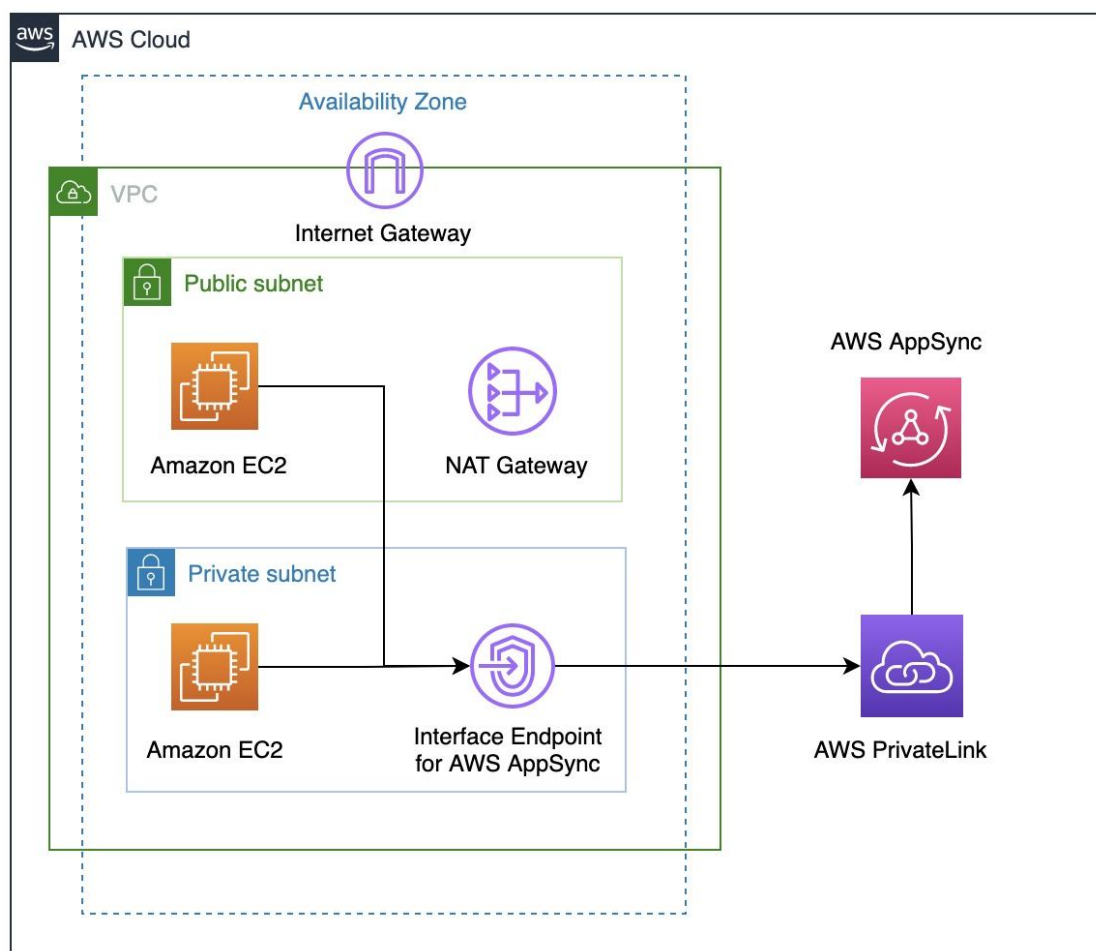 aws
AWS Cloud
Availability Zone
VPC
Internet Gateway
Public subnet
Amazon EC2
NAT Gateway
AWS AppSync
Private subnet
Amazon EC2
Interface Endpoint
for AWS AppSync
AWS PrivateLink